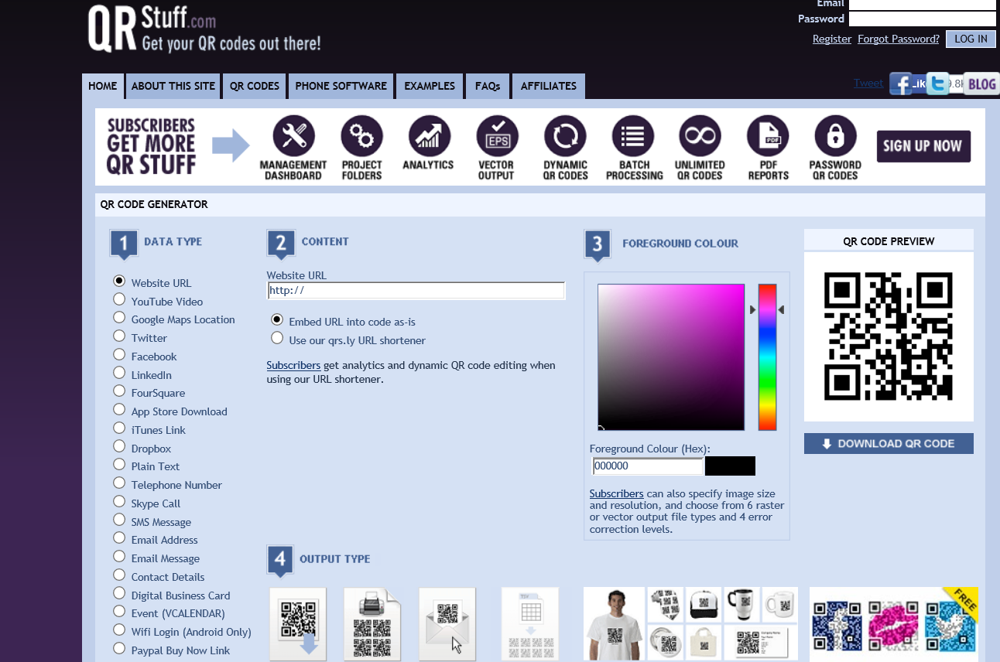 QR Stuff.com
Get your QR codes out there!
Email
Password
Register Forgot Password? LOG IN
HOME ABOUT THIS SITE QR CODES PHONE SOFTWARE EXAMPLES FAQs AFFILIATES
Tweet BLOG
SUBSCRIBERS
GET MORE
QR STUFF
MANAGEMENT
DASHBOARD
PROJECT
FOLDERS
ANALYTICS
EPS
VECTOR
OUTPUT
DYNAMIC
QR CODES
BATCH
PROCESSING
UNLIMITED
QR CODES
PDF
PDF
REPORTS
PASSWORD
QR CODES
SIGN UP NOW
QR CODE GENERATOR
1 DATA TYPE
Website URL
YouTube Video
Google Maps Location
Twitter
Facebook
LinkedIn
FourSquare
App Store Download
iTunes Link
Dropbox
Plain Text
Telephone Number
Skype Call
SMS Message
Email Address
Email Message
Contact Details
Digital Business Card
Event (VCALENDAR)
Wifi Login (Android Only)
Paypal Buy Now Link
2 CONTENT
Website URL
http://
Embed URL into code as-is
Use our qrs.ly URL shortener
Subscribers get analytics and dynamic QR code editing when
using our URL shortener.
3 FOREGROUND COLOUR
Foreground Colour (Hex):
000000
Subscribers can also specify image size
and resolution, and choose from 6 raster
or vector output file types and 4 error
correction levels.
QR CODE PREVIEW
DOWNLOAD QR CODE
4 OUTPUT TYPE
TSV
FREE